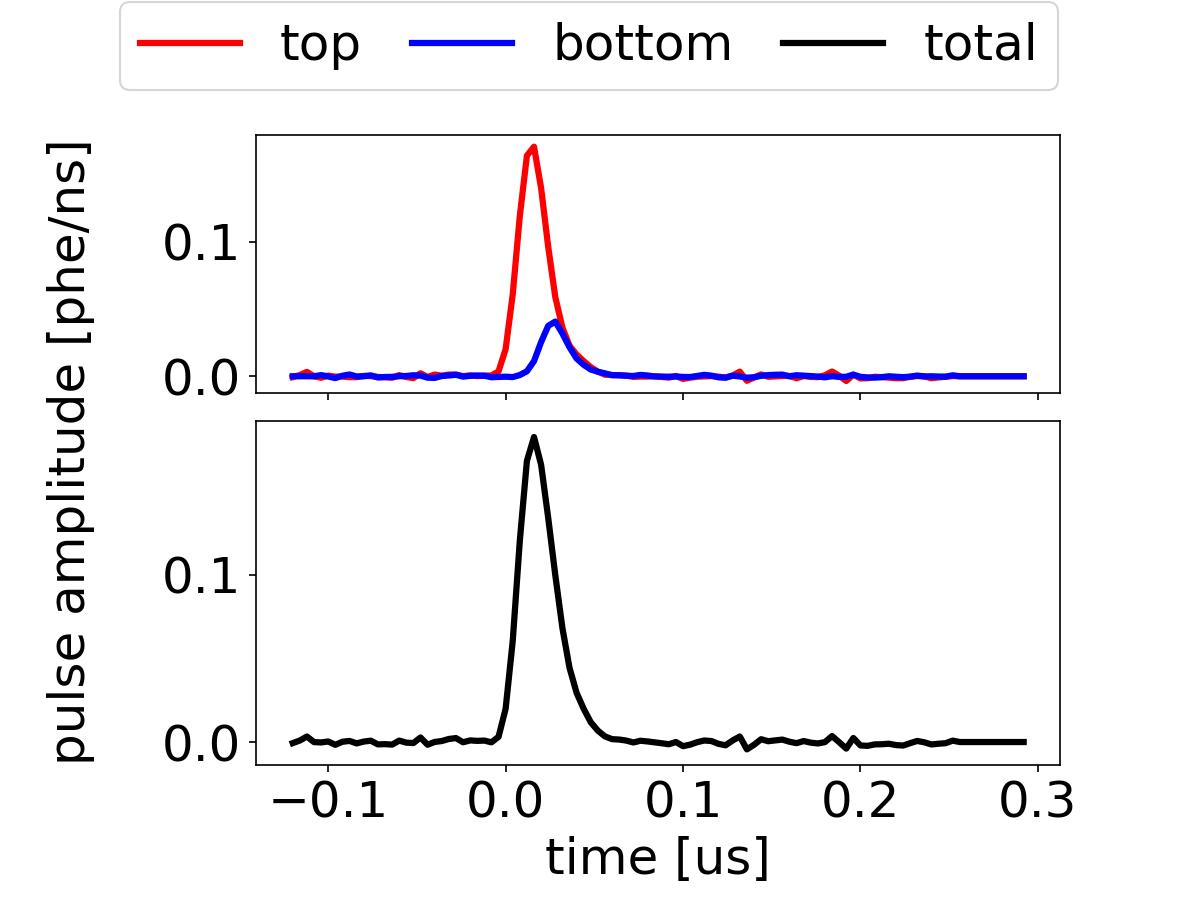 top bottom total
pulse amplitude [phe/ns]
0.1
0.0
0.1
0.0
−0.1 0.0 0.1 0.2 0.3
time [us]